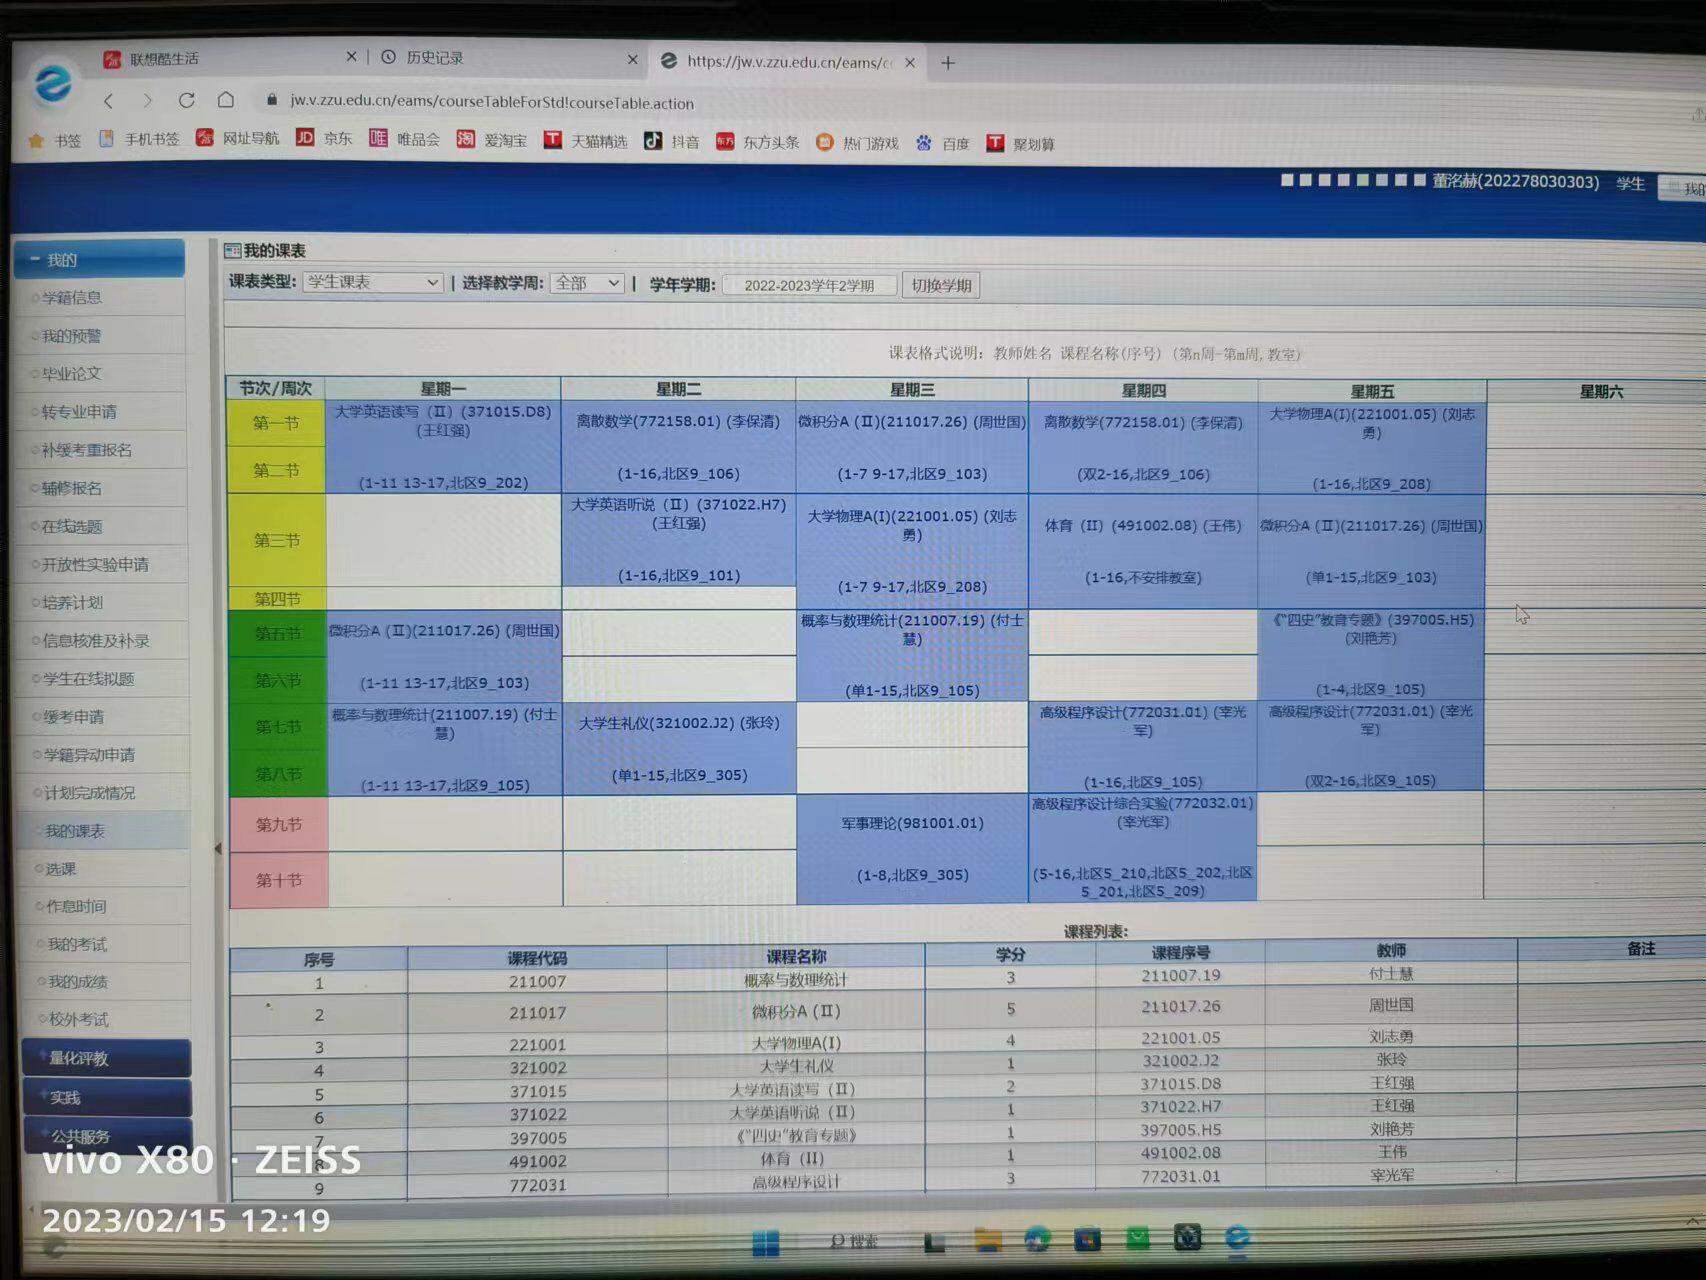 联想酷生活
历史记录
https://jw.v.zzu.edu.cn/eams/c
jw.v.zzu.edu.cn/eams/courseTableForStd!courseTable.action
书签 手机书签 网址导航 京东 唯品会 爱淘宝 天猫精选 抖音 东方头条 热门游戏 百度 聚划算
董洺赫(202278030303) 学生 我的
我的
学籍信息
我的预警
毕业论文
转专业申请
补缓考重报名
辅修报名
在线选题
开放性实验申请
培养计划
信息核准及补录
学生在线拟题
缓考申请
学籍异动申请
计划完成情况
我的课表
选课
作息时间
我的考试
我的成绩
校外考试
量化评教
实践
公共服务
我的课表
课表类型: 学生课表 | 选择教学周: 全部 | 学年学期: 2022-2023学年2学期 切换学期
课表格式说明: 教师姓名 课程名称(序号) (第n周-第m周,教室)
节次/周次 星期一 星期二 星期三 星期四 星期五 星期六
第一节
第二节
大学英语读写（II）(371015.D8)
(王红强)
(1-11 13-17,北区9_202)
离散数学(772158.01) (李保清)
(1-16,北区9_106)
微积分A (II)(211017.26) (周世国)
(1-7 9-17,北区9_103)
离散数学(772158.01) (李保清)
(双2-16,北区9_106)
大学物理A(I)(221001.05) (刘志
勇)
(1-16,北区9_208)
第三节
第四节
大学英语听说（II）(371022.H7)
(王红强)
(1-16,北区9_101)
大学物理A(I)(221001.05) (刘志
勇)
(1-7 9-17,北区9_208)
体育（II）(491002.08) (王伟)
(1-16,不安排教室)
微积分A (II)(211017.26) (周世国)
(单1-15,北区9_103)
第五节
第六节
微积分A (II)(211017.26) (周世国)
(1-11 13-17,北区9_103)
概率与数理统计(211007.19) (付士
慧)
(单1-15,北区9_105)
《“四史”教育专题》(397005.H5)
(刘艳芳)
(1-4,北区9_105)
第七节
第八节
概率与数理统计(211007.19) (付士
慧)
(1-11 13-17,北区9_105)
大学生礼仪(321002.J2) (张玲)
(单1-15,北区9_305)
高级程序设计(772031.01) (宰光
军)
(1-16,北区9_105)
高级程序设计(772031.01) (宰光
军)
(双2-16,北区9_105)
第九节
第十节
军事理论(981001.01)
(1-8,北区9_305)
高级程序设计综合实验(772032.01)
(宰光军)
(5-16,北区5_210,北区5_202,北区
5_201,北区5_209)
课程列表:
序号 课程代码 课程名称 学分 课程序号 教师 备注
1 211007 概率与数理统计 3 211007.19 付士慧
2 211017 微积分A (II) 5 211017.26 周世国
3 221001 大学物理A(I) 4 221001.05 刘志勇
4 321002 大学生礼仪 1 321002.J2 张玲
5 371015 大学英语读写（II） 2 371015.D8 王红强
6 371022 大学英语听说（II） 1 371022.H7 王红强
7 397005 《“四史”教育专题》 1 397005.H5 刘艳芳
8 491002 体育（II） 1 491002.08 王伟
9 772031 高级程序设计 3 772031.01 宰光军
vivo X80 · ZEISS
2023/02/15 12:19
搜索